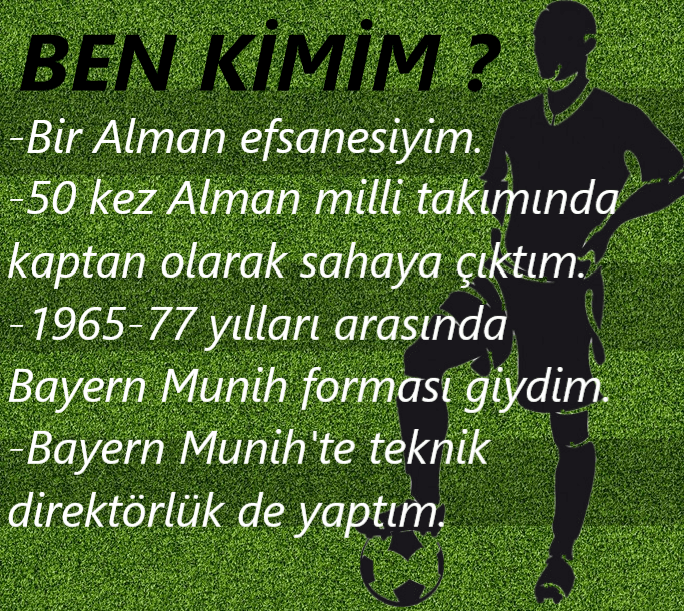 BEN KİMİM ?
-Bir Alman efsanesiyim.
-50 kez Alman milli takımında
kaptan olarak sahaya çıktım.
-1965-77 yılları arasında
Bayern Munih forması giydim.
-Bayern Munih'te teknik
direktörlük de yaptım.